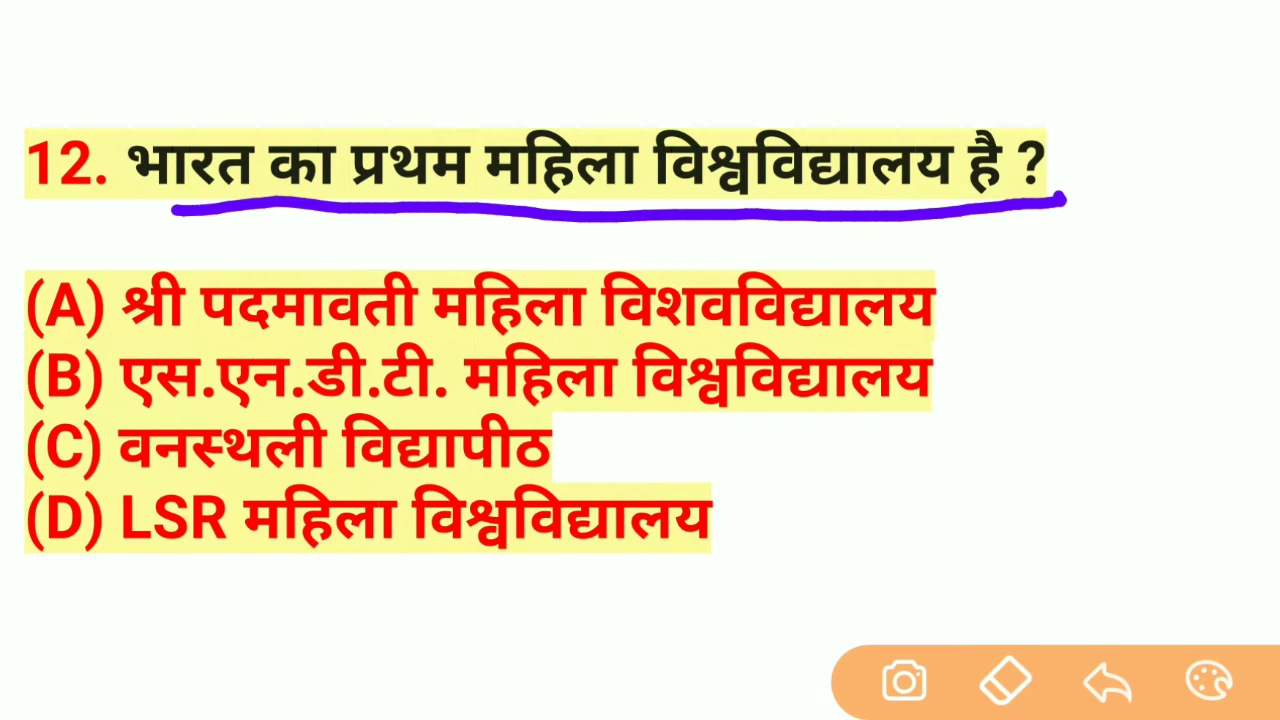 12. भारत का प्रथम महिला विश्वविद्यालय है ?
(A) श्री पदमावती महिला विशवविद्यालय
(B) एस.एन.डी.टी. महिला विश्वविद्यालय
(C) वनस्थली विद्यापीठ
(D) LSR महिला विश्वविद्यालय